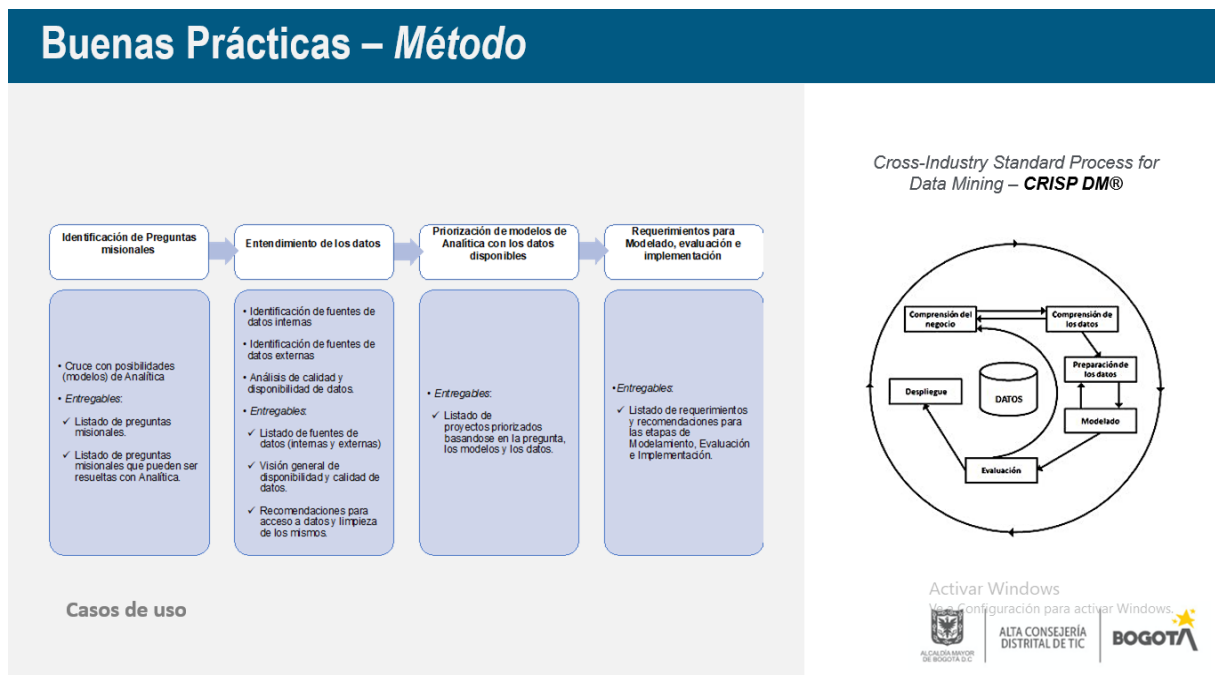 Buenas Prácticas – Método
Cross-Industry Standard Process for
Data Mining – CRISP DM®
Identificación de Preguntas
misionales
Entendimiento de los datos
Priorización de modelos de
Analítica con los datos
disponibles
Requerimientos para
Modelado, evaluación e
implementación
• Cruce con posibilidades
(modelos) de Analítica
• Entregables:
✓ Listado de preguntas
misionales.
✓ Listado de preguntas
misionales que pueden ser
resueltas con Analítica.
• Identificación de fuentes de
datos internas
• Identificación de fuentes de
datos externas
• Análisis de calidad y
disponibilidad de datos.
• Entregables:
✓ Listado de fuentes de
datos (internas y externas)
✓ Visión general de
disponibilidad y calidad de
datos.
✓ Recomendaciones para
acceso a datos y limpieza
de los mismos.
• Entregables:
✓ Listado de
proyectos priorizados
basandose en la pregunta,
los modelos y los datos.
•Entregables:
✓ Listado de requerimientos
y recomendaciones para
las etapas de
Modelamiento, Evaluación
e Implementación.
Comprensión del
negocio
Comprensión de
los datos
Preparación de
los datos
Despliegue
DATOS
Modelado
Evaluación
Casos de uso
Activar Windows
Ve a Configuración para activar Windows.
ALCALDÍA MAYOR
DE BOGOTÁ D.C
ALTA CONSEJERÍA
DISTRITAL DE TIC
BOGOTÁ